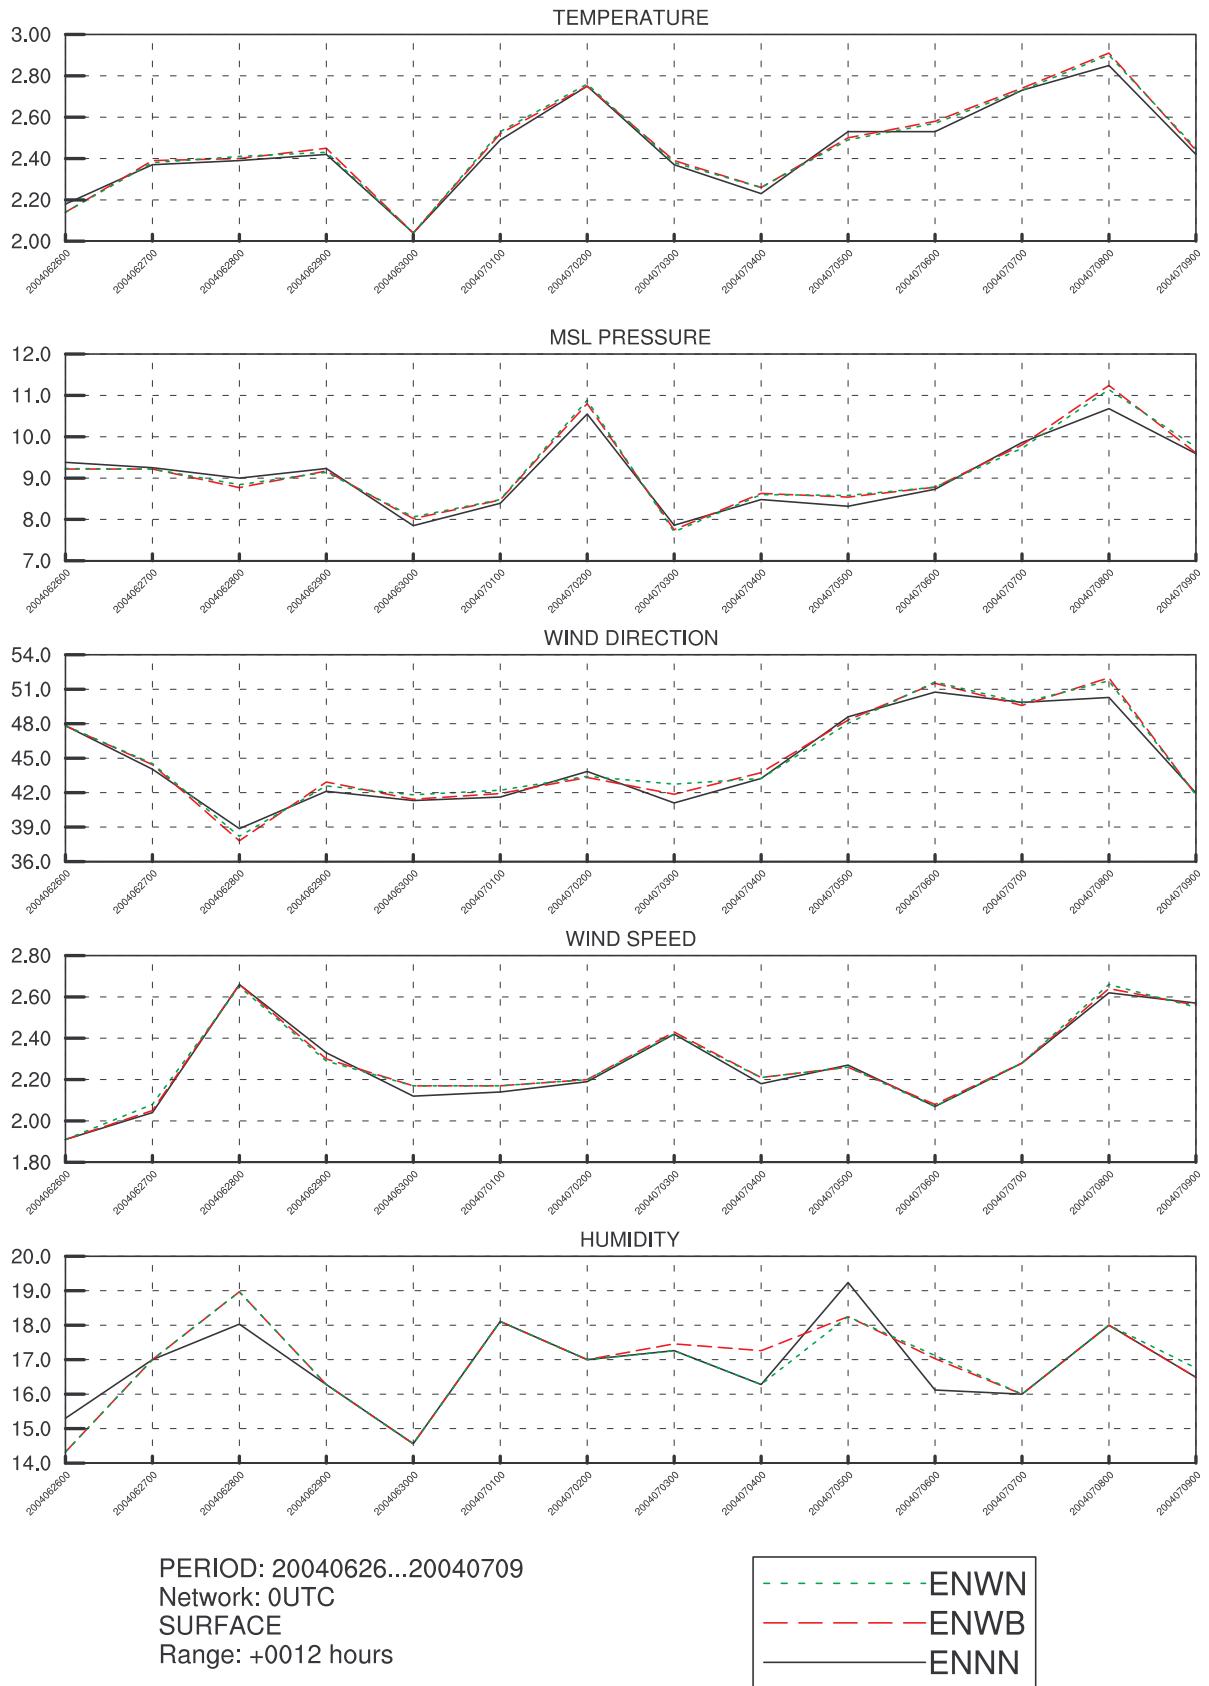 TEMPERATURE
3.00
2.80
2.60
2.40
2.20
2.00
2004062600 2004062700 2004062800 2004062900 2004063000 2004070100 2004070200 2004070300 2004070400 2004070500 2004070600 2004070700 2004070800 2004070900
MSL PRESSURE
12.0
11.0
10.0
9.0
8.0
7.0
2004062600 2004062700 2004062800 2004062900 2004063000 2004070100 2004070200 2004070300 2004070400 2004070500 2004070600 2004070700 2004070800 2004070900
WIND DIRECTION
54.0
51.0
48.0
45.0
42.0
39.0
36.0
2004062600 2004062700 2004062800 2004062900 2004063000 2004070100 2004070200 2004070300 2004070400 2004070500 2004070600 2004070700 2004070800 2004070900
WIND SPEED
2.80
2.60
2.40
2.20
2.00
1.80
2004062600 2004062700 2004062800 2004062900 2004063000 2004070100 2004070200 2004070300 2004070400 2004070500 2004070600 2004070700 2004070800 2004070900
HUMIDITY
20.0
19.0
18.0
17.0
16.0
15.0
14.0
2004062600 2004062700 2004062800 2004062900 2004063000 2004070100 2004070200 2004070300 2004070400 2004070500 2004070600 2004070700 2004070800 2004070900
PERIOD: 20040626...20040709
Network: 0UTC
SURFACE
Range: +0012 hours
ENWN
ENWB
ENNN